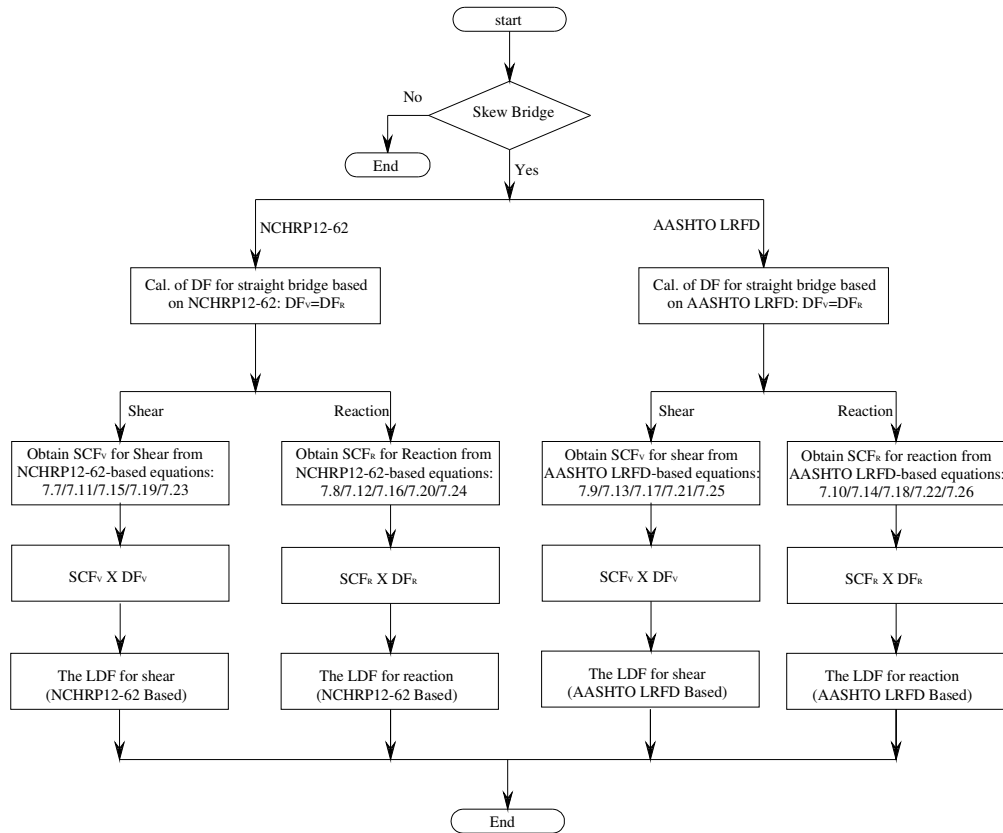 start
Skew Bridge
No
End
Yes
NCHRP12-62
AASHTO LRFD
Cal. of DF for straight bridge based
on NCHRP12-62: DFV=DFR
Cal. of DF for straight bridge based
on AASHTO LRFD: DFV=DFR
Shear
Reaction
Shear
Reaction
Obtain SCFV for Shear from
NCHRP12-62-based equations:
7.7/7.11/7.15/7.19/7.23
Obtain SCFR for Reaction from
NCHRP12-62-based equations:
7.8/7.12/7.16/7.20/7.24
Obtain SCFV for shear from
AASHTO LRFD-based equations:
7.9/7.13/7.17/7.21/7.25
Obtain SCFR for reaction from
AASHTO LRFD-based equations:
7.10/7.14/7.18/7.22/7.26
SCFV X DFV
SCFR X DFR
SCFV X DFV
SCFR X DFR
The LDF for shear
(NCHRP12-62 Based)
The LDF for reaction
(NCHRP12-62 Based)
The LDF for shear
(AASHTO LRFD Based)
The LDF for reaction
(AASHTO LRFD Based)
End